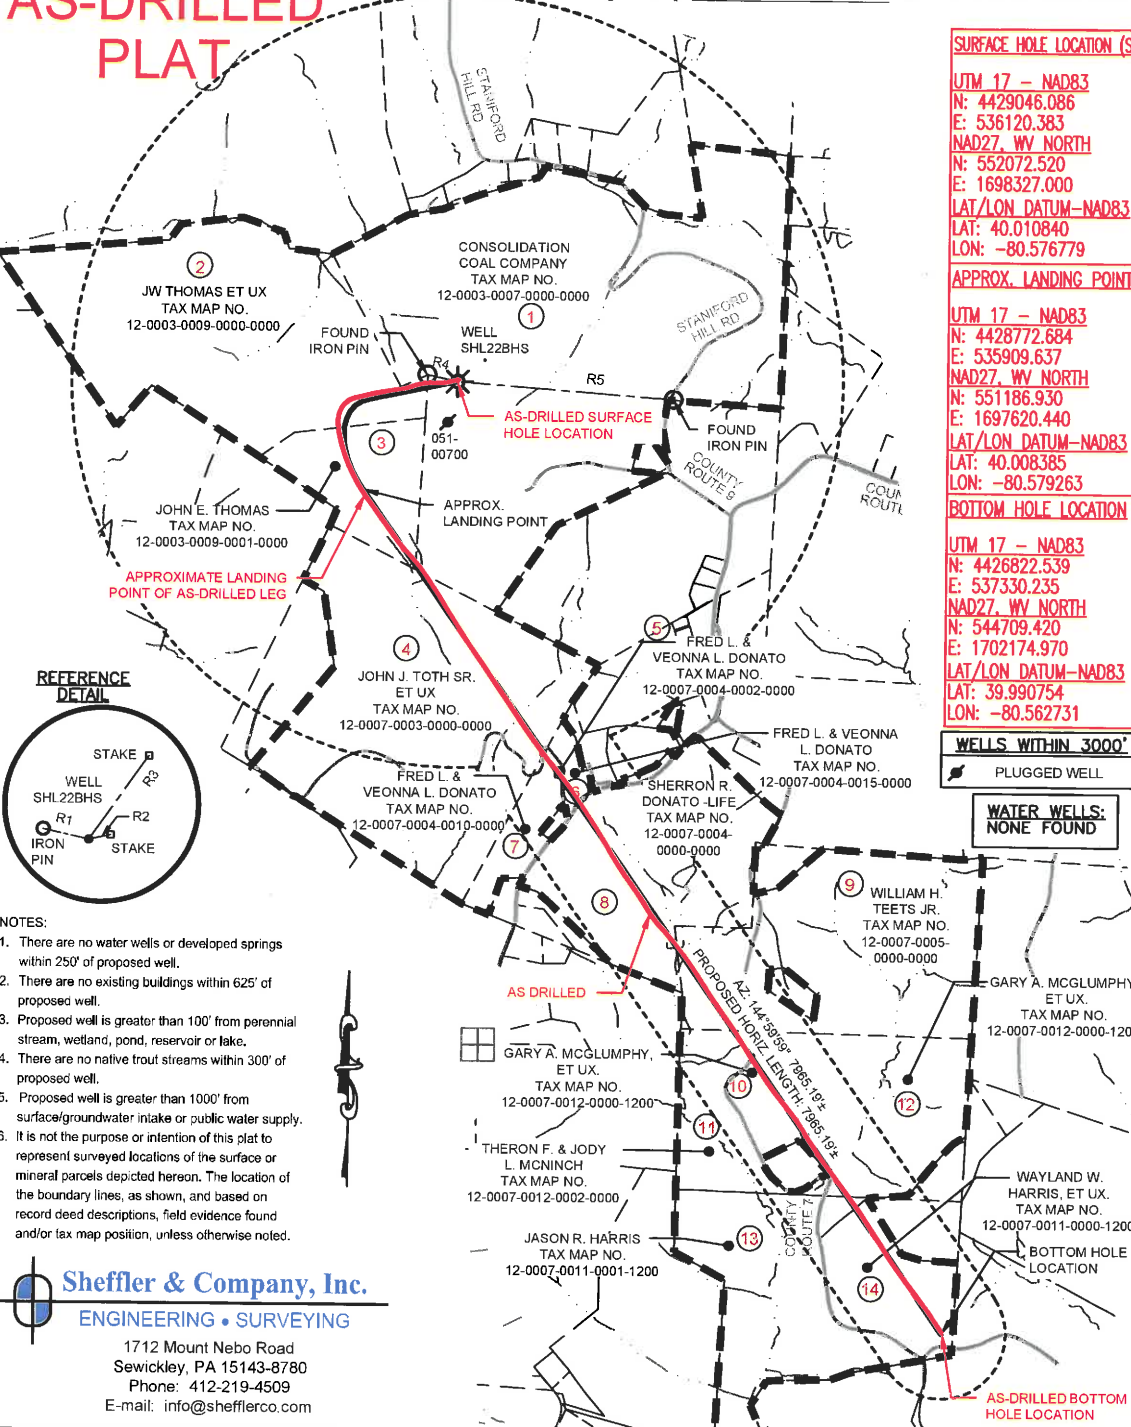 AS-DRILLED
PLAT
STANIFORD
HILL RD
SURFACE HOLE LOCATION (S
UTM 17 - NAD83
N: 4429046.086
E: 536120.383
NAD27, WV NORTH
N: 552072.520
E: 1698327.000
LAT/LON DATUM-NAD83
LAT: 40.010840
LON: -80.576779
APPROX. LANDING POINT
UTM 17 - NAD83
N: 4428772.684
E: 535909.637
NAD27, WV NORTH
N: 551186.930
E: 1697620.440
LAT/LON DATUM-NAD83
LAT: 40.008385
LON: -80.579263
BOTTOM HOLE LOCATION
UTM 17 - NAD83
N: 4426822.539
E: 537330.235
NAD27, WV NORTH
N: 544709.420
E: 1702174.970
LAT/LON DATUM-NAD83
LAT: 39.990754
LON: -80.562731
WELLS WITHIN 3000'
PLUGGED WELL
WATER WELLS:
NONE FOUND
2
JW THOMAS ET UX
TAX MAP NO.
12-0003-0009-0000-0000
CONSOLIDATION
COAL COMPANY
TAX MAP NO.
12-0003-0007-0000-0000
1
STANIFORD
HILL RD
FOUND
IRON PIN
WELL
SHL22BHS
R4
R5
AS-DRILLED SURFACE
HOLE LOCATION
FOUND
IRON PIN
3
051-
00700
COUNTY
ROUTE 9
COUN
ROUTE
APPROX.
LANDING POINT
JOHN E. THOMAS
TAX MAP NO.
12-0003-0009-0001-0000
APPROXIMATE LANDING
POINT OF AS-DRILLED LEG
4
JOHN J. TOTH SR.
ET UX
TAX MAP NO.
12-0007-0003-0000-0000
5
FRED L. &
VEONNA L. DONATO
TAX MAP NO.
12-0007-0004-0002-0000
FRED L. & VEONNA
L. DONATO
TAX MAP NO.
12-0007-0004-0015-0000
FRED L. &
VEONNA L. DONATO
TAX MAP NO.
12-0007-0004-0010-0000
6
SHERRON R.
DONATO -LIFE
TAX MAP NO.
12-0007-0004-
0000-0000
7
8
9
WILLIAM H.
TEETS JR.
TAX MAP NO.
12-0007-0005-
0000-0000
REFERENCE
DETAIL
STAKE
WELL
SHL22BHS
R3
R1
R2
IRON
PIN
STAKE
NOTES:
1. There are no water wells or developed springs
within 250' of proposed well.
2. There are no existing buildings within 625' of
proposed well.
3. Proposed well is greater than 100' from perennial
stream, wetland, pond, reservoir or lake.
4. There are no native trout streams within 300' of
proposed well.
5. Proposed well is greater than 1000' from
surface/groundwater intake or public water supply.
6. It is not the purpose or intention of this plat to
represent surveyed locations of the surface or
mineral parcels depicted hereon. The location of
the boundary lines, as shown, and based on
record deed descriptions, field evidence found
and/or tax map position, unless otherwise noted.
AS DRILLED
AZ: 144°59'59" 7965.19'±
PROPOSED HORIZ. LENGTH: 7965.19'±
GARY A. MCGLUMPHY
ET UX.
TAX MAP NO.
12-0007-0012-0000-120
GARY A. MCGLUMPHY,
ET UX.
TAX MAP NO.
12-0007-0012-0000-1200
10
11
12
THERON F. & JODY
L. MCNINCH
TAX MAP NO.
12-0007-0012-0002-0000
COUNTY
ROUTE 7
WAYLAND W.
HARRIS, ET UX.
TAX MAP NO.
12-0007-0011-0000-1200
JASON R. HARRIS
TAX MAP NO.
12-0007-0011-0001-1200
13
14
BOTTOM HOLE
LOCATION
AS-DRILLED BOTTOM
HOLE LOCATION
Sheffler & Company, Inc.
ENGINEERING • SURVEYING
1712 Mount Nebo Road
Sewickley, PA 15143-8780
Phone: 412-219-4509
E-mail: info@shefflerco.com